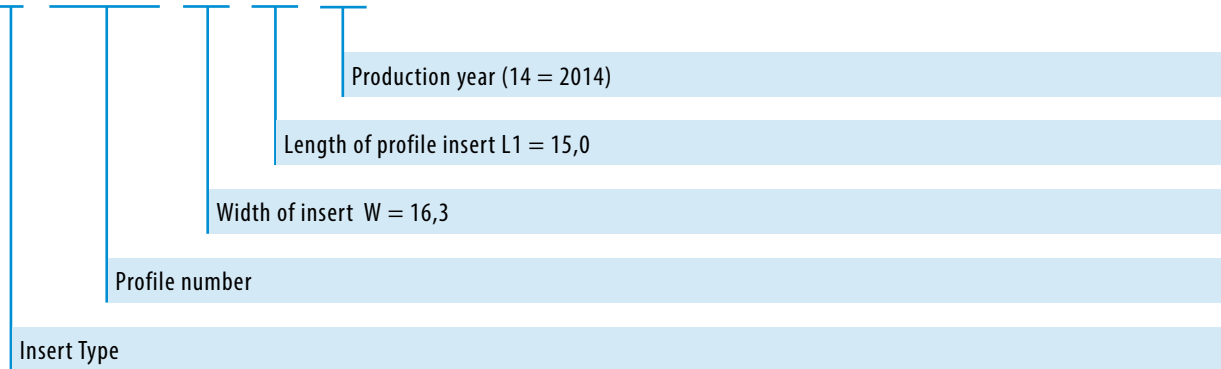 Production year (14 = 2014)
Length of profile insert L1 = 15,0
Width of insert W = 16,3
Profile number
Insert Type